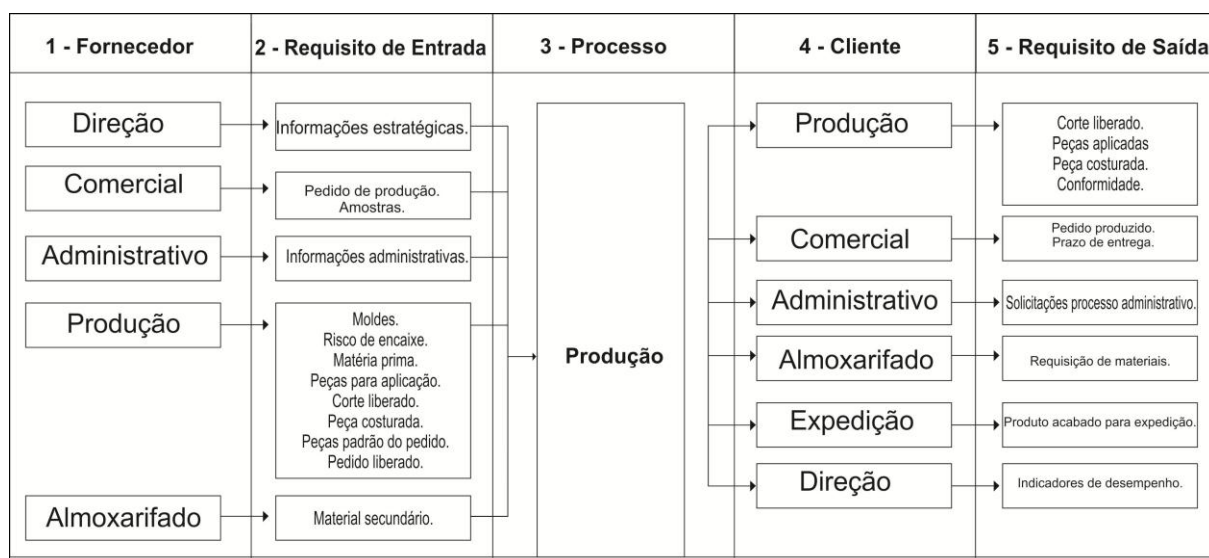 1 - Fornecedor
2 - Requisito de Entrada
3 - Processo
4 - Cliente
5 - Requisito de Saída
Direção
Informações estratégicas.
Comercial
Pedido de produção.
Amostras.
Administrativo
Informações administrativas.
Produção
Moldes.
Risco de encaixe.
Matéria prima.
Peças para aplicação.
Corte liberado.
Peça costurada.
Peças padrão do pedido.
Pedido liberado.
Almoxarifado
Material secundário.
Produção
Produção
Corte liberado.
Peças aplicadas
Peça costurada.
Conformidade.
Comercial
Pedido produzido.
Prazo de entrega.
Administrativo
Solicitações processo administrativo.
Almoxarifado
Requisição de materiais.
Expedição
Produto acabado para expedição.
Direção
Indicadores de desempenho.